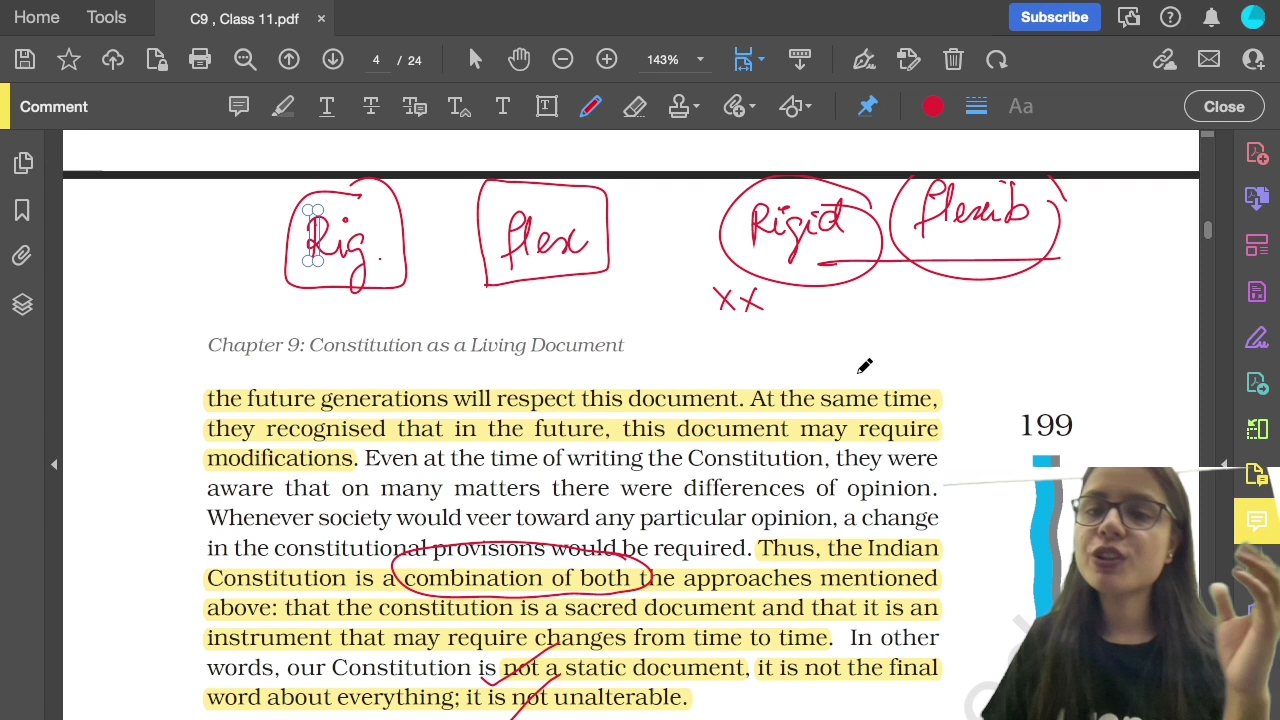 Home Tools C9 , Class 11.pdf × Subscribe
4 / 24 143%
Comment Aa Close
Rig. flex Rigid flexib
x x
Chapter 9: Constitution as a Living Document
the future generations will respect this document. At the same time,
they recognised that in the future, this document may require
modifications. Even at the time of writing the Constitution, they were
aware that on many matters there were differences of opinion.
Whenever society would veer toward any particular opinion, a change
in the constitutional provisions would be required. Thus, the Indian
Constitution is a combination of both the approaches mentioned
above: that the constitution is a sacred document and that it is an
instrument that may require changes from time to time. In other
words, our Constitution is not a static document, it is not the final
word about everything; it is not unalterable.
199